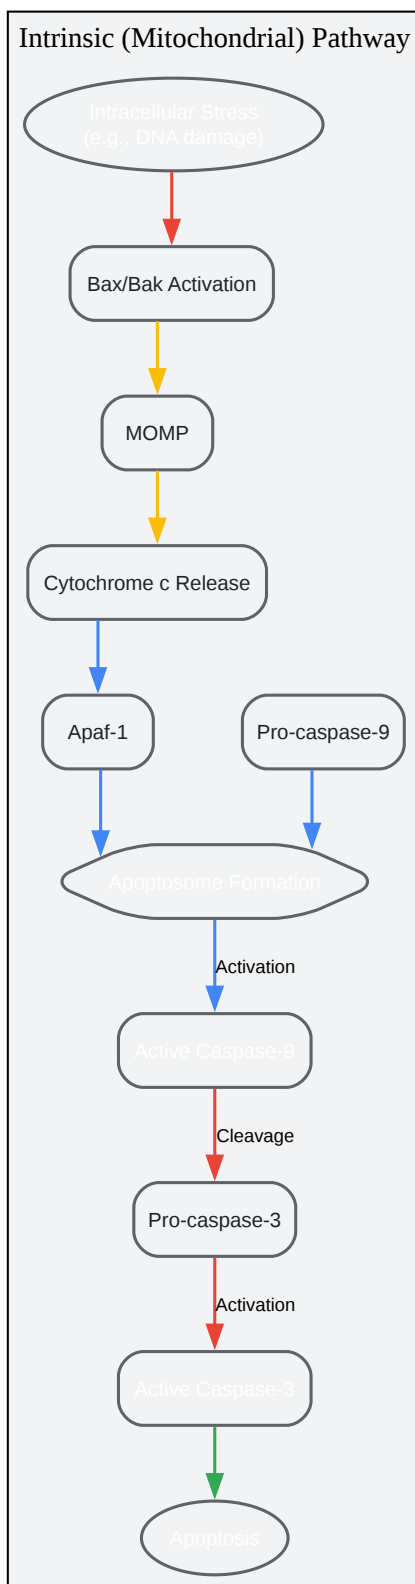 Intrinsic (Mitochondrial) Pathway
Intracellular Stress
(e.g., DNA damage)
Bax/Bak Activation
MOMP
Cytochrome c Release
Apaf-1
Pro-caspase-9
Apoptosome Formation
Activation
Active Caspase-9
Cleavage
Pro-caspase-3
Activation
Active Caspase-3
Apoptosis